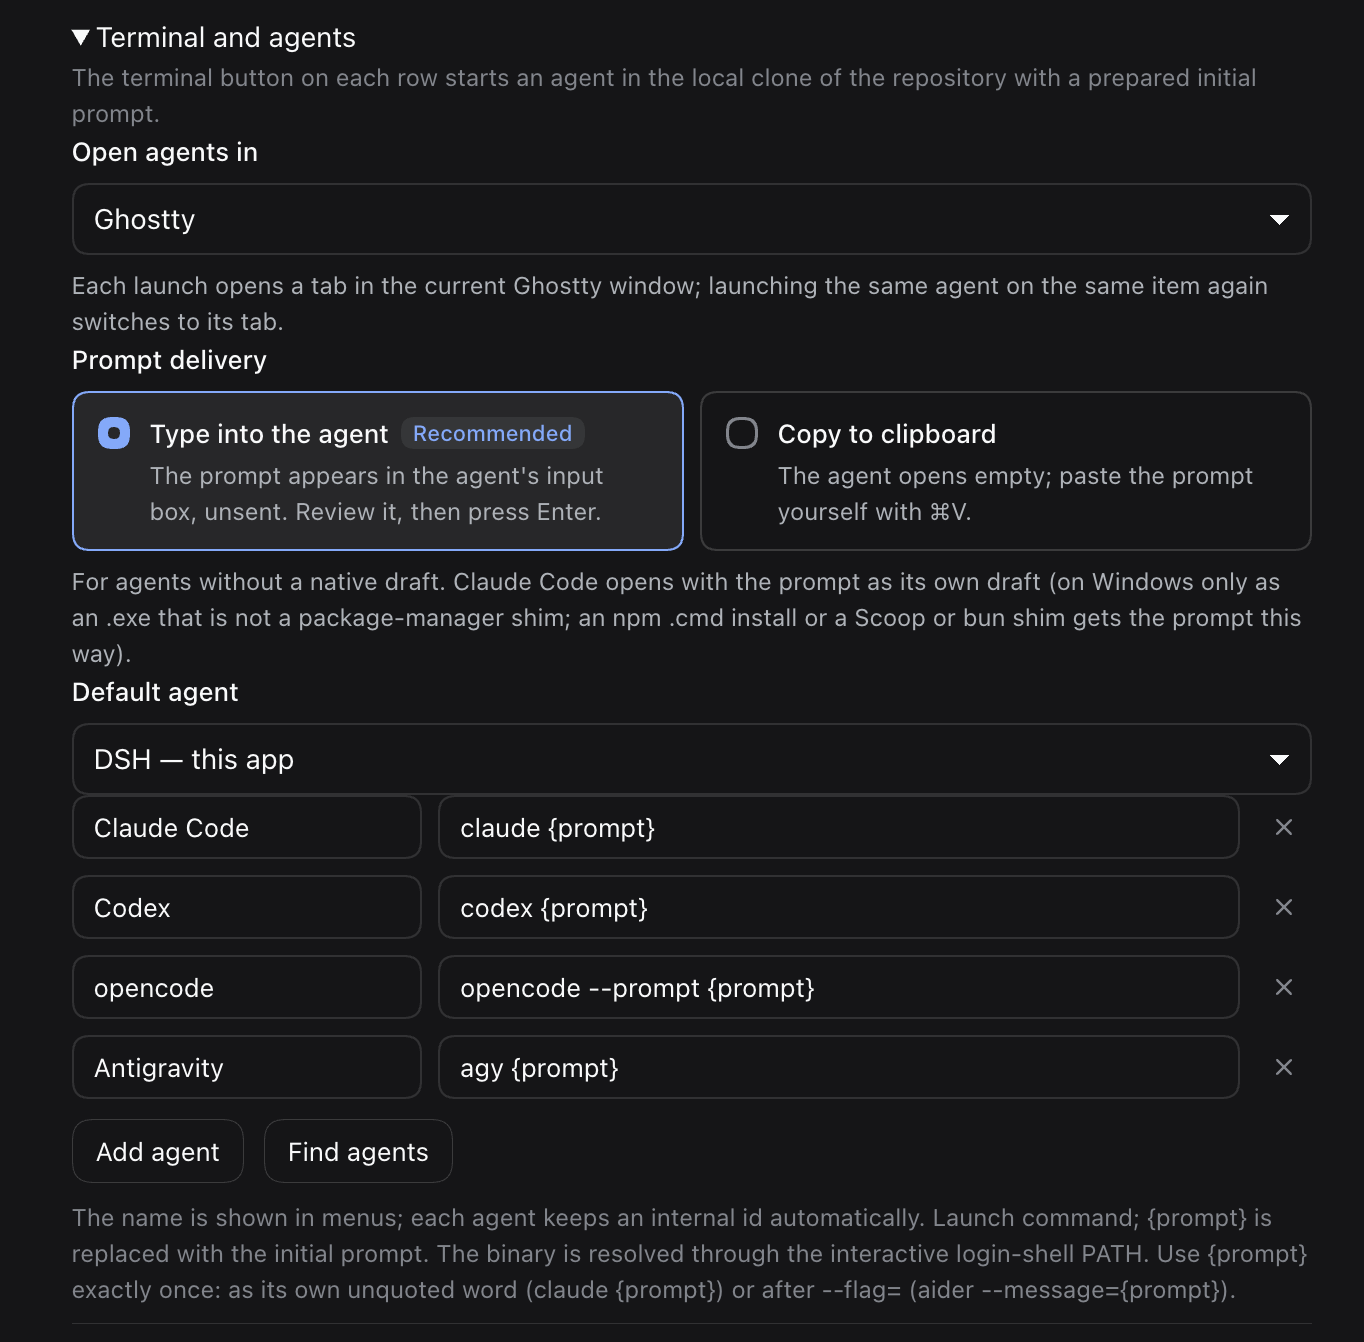 Terminal and agents
The terminal button on each row starts an agent in the local clone of the repository with a prepared initial
prompt.
Open agents in
Ghostty
Each launch opens a tab in the current Ghostty window; launching the same agent on the same item again
switches to its tab.
Prompt delivery
Type into the agent Recommended
The prompt appears in the agent's input
box, unsent. Review it, then press Enter.
Copy to clipboard
The agent opens empty; paste the prompt
yourself with ⌘V.
For agents without a native draft. Claude Code opens with the prompt as its own draft (on Windows only as
an .exe that is not a package-manager shim; an npm .cmd install or a Scoop or bun shim gets the prompt this
way).
Default agent
DSH — this app
Claude Code claude {prompt}
Codex codex {prompt}
opencode opencode --prompt {prompt}
Antigravity agy {prompt}
Add agent Find agents
The name is shown in menus; each agent keeps an internal id automatically. Launch command; {prompt} is
replaced with the initial prompt. The binary is resolved through the interactive login-shell PATH. Use {prompt}
exactly once: as its own unquoted word (claude {prompt}) or after --flag= (aider --message={prompt}).